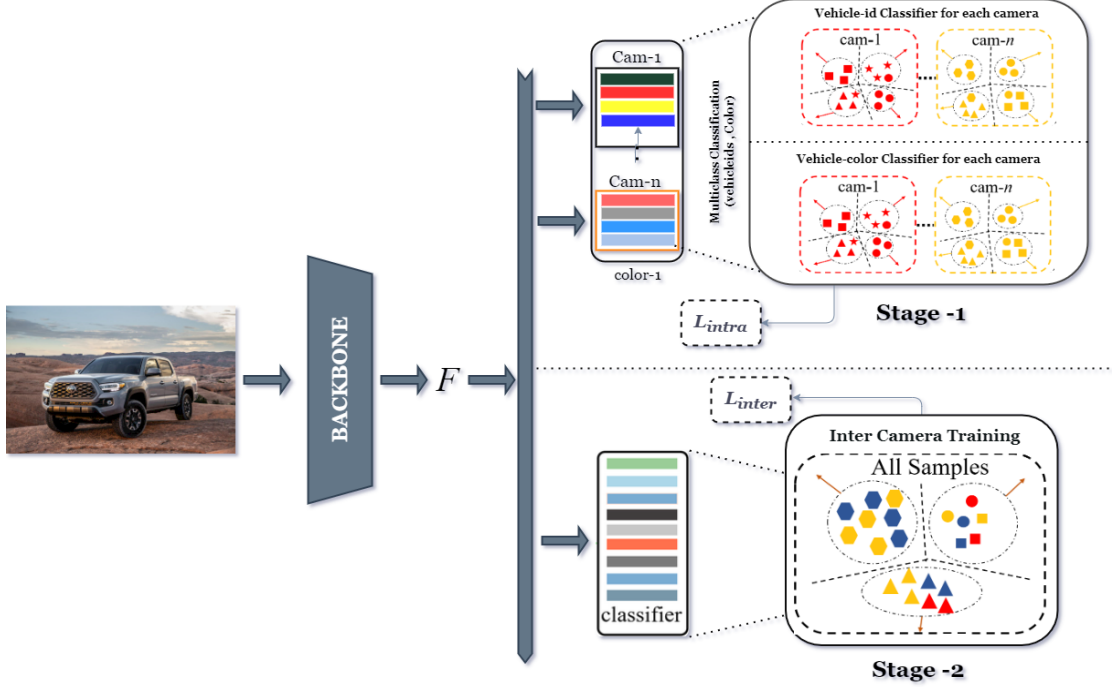 Vehicle-id Classifier for each camera
cam-1
cam-n
Vehicle-color Classifier for each camera
cam-1
cam-n
Multiclass Classification
(vehicleids , Color)
Cam-1
Cam-n
color-1
Stage -1
Lintra
BACKBONE
F
Linter
Inter Camera Training
All Samples
classifier
Stage -2